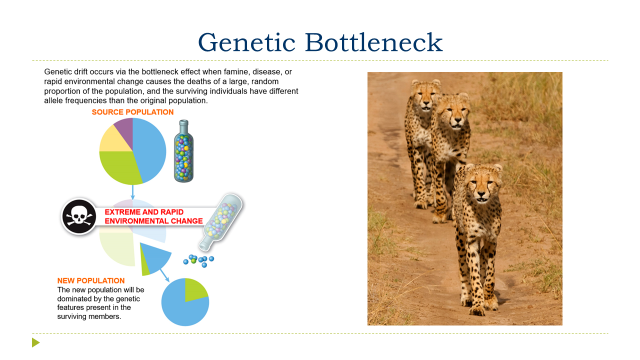 Genetic Bottleneck
Genetic drift occurs via the bottleneck effect when famine, disease, or
rapid environmental change causes the deaths of a large, random
proportion of the population, and the surviving individuals have different
allele frequencies than the original population.
SOURCE POPULATION
EXTREME AND RAPID
ENVIRONMENTAL CHANGE
NEW POPULATION
The new population will be
dominated by the genetic
features present in the
surviving members.